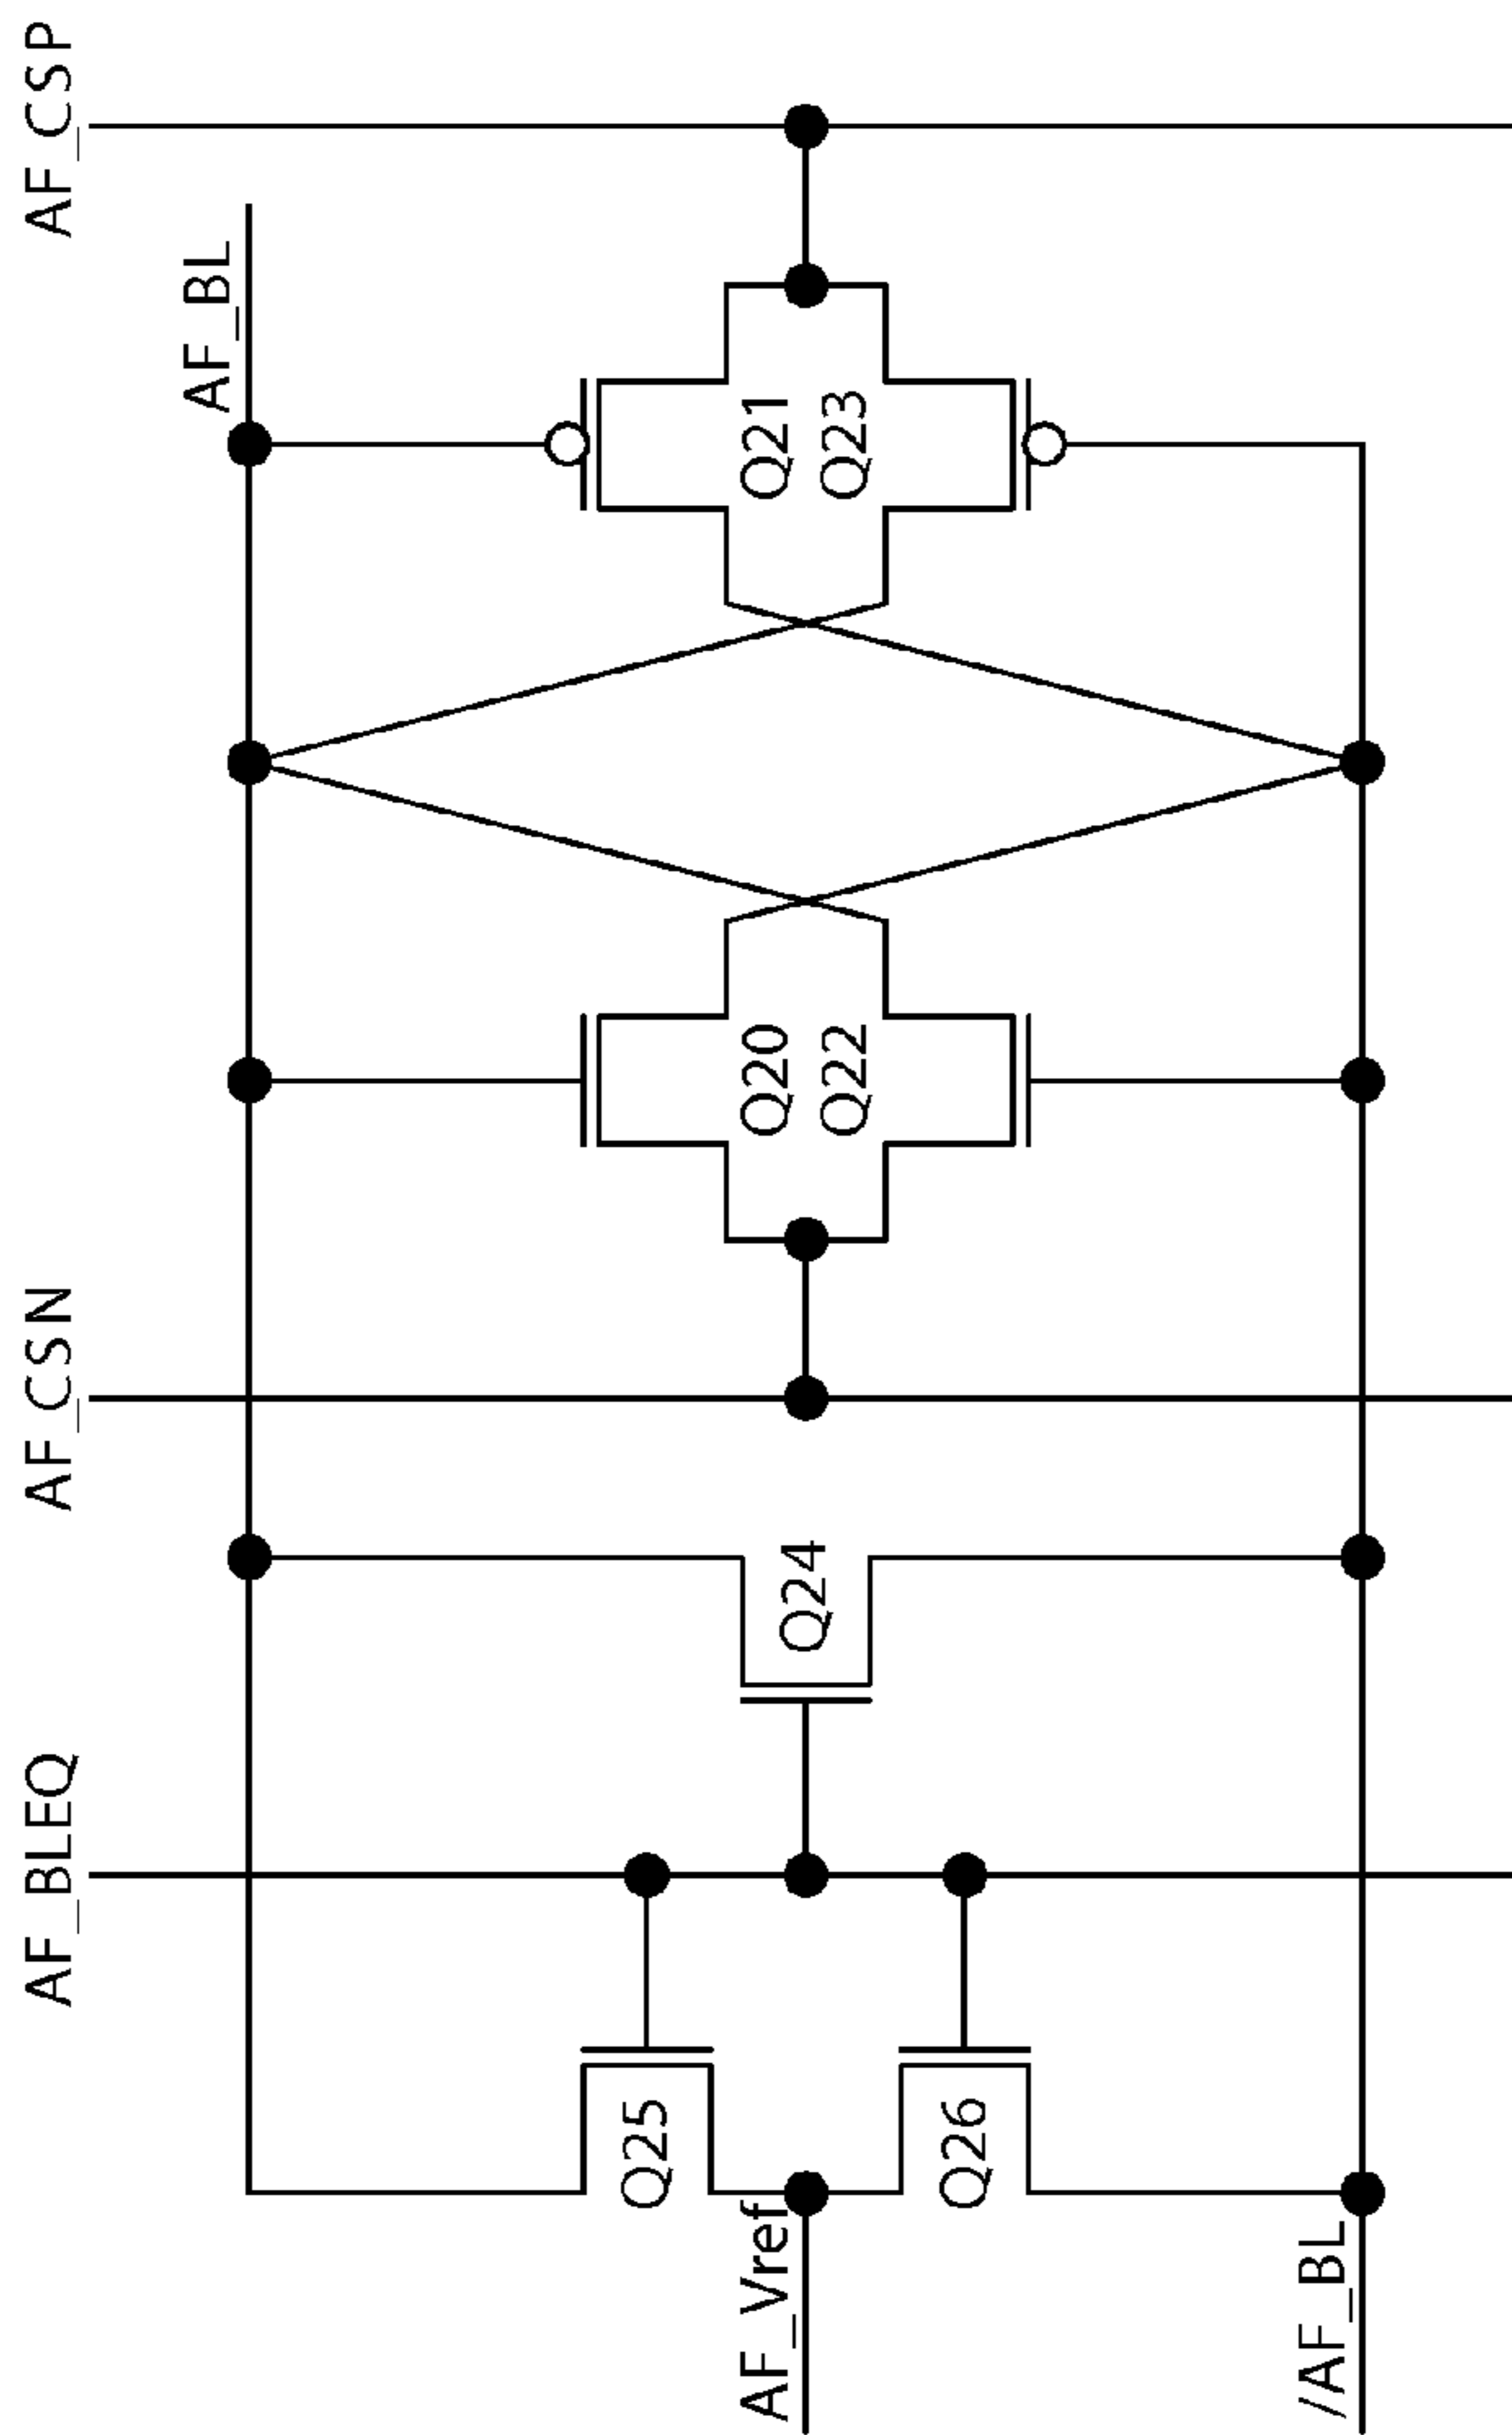 AF_BLEQ
AF_CSN
AF_CSP
AF_BL
Q25
AF_Vref
Q20
Q21
Q24
Q22
Q23
Q26
/AF_BL